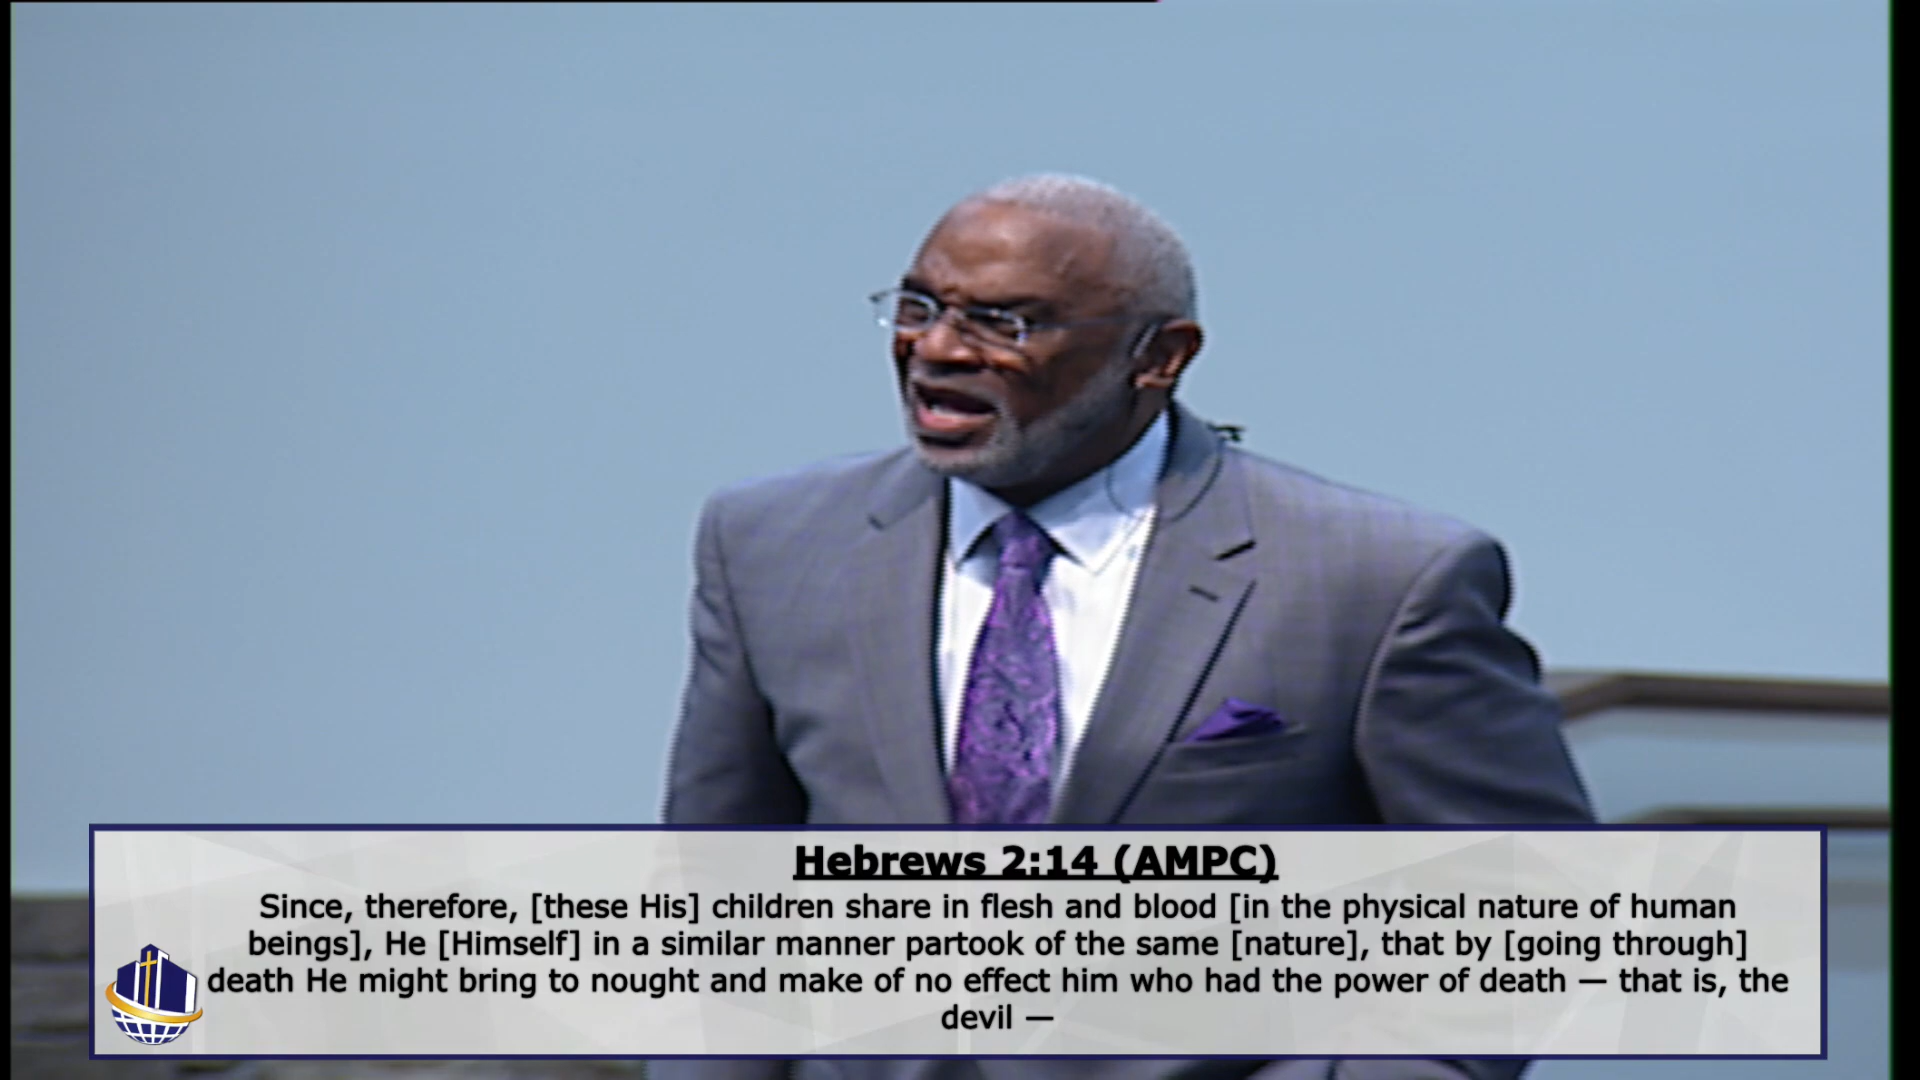 Hebrews 2:14 (AMPC)
Since, therefore, [these His] children share in flesh and blood [in the physical nature of human
beings], He [Himself] in a similar manner partook of the same [nature], that by [going through]
death He might bring to nought and make of no effect him who had the power of death — that is, the
devil —